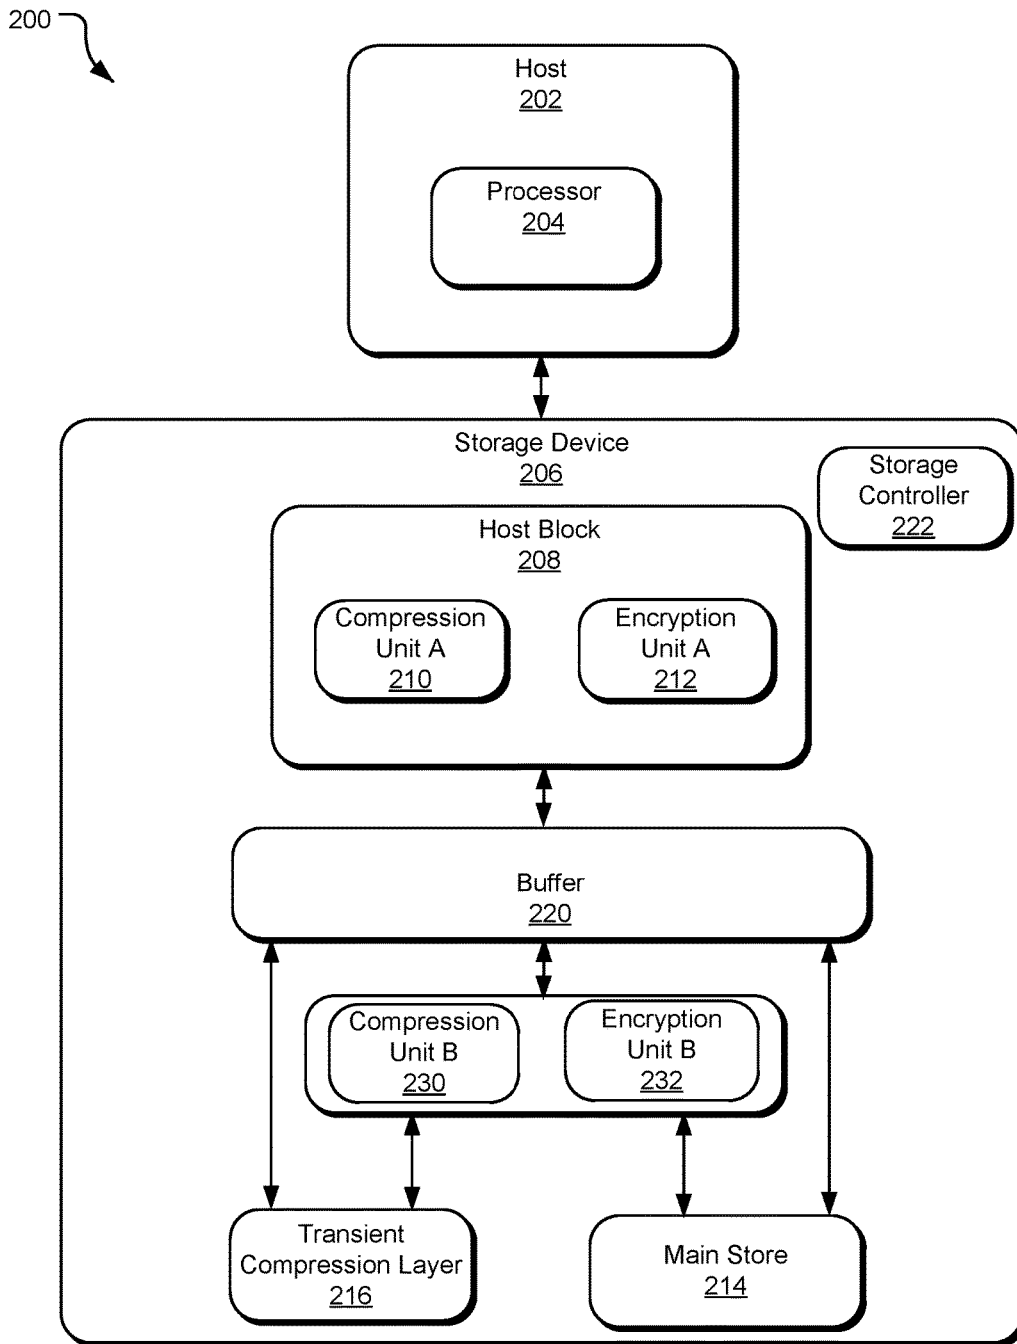 200
Host
202
Processor
204
Storage Device
206
Storage
Controller
222
Host Block
208
Compression
Unit A
210
Encryption
Unit A
212
Buffer
220
Compression
Unit B
230
Encryption
Unit B
232
Transient
Compression Layer
216
Main Store
214